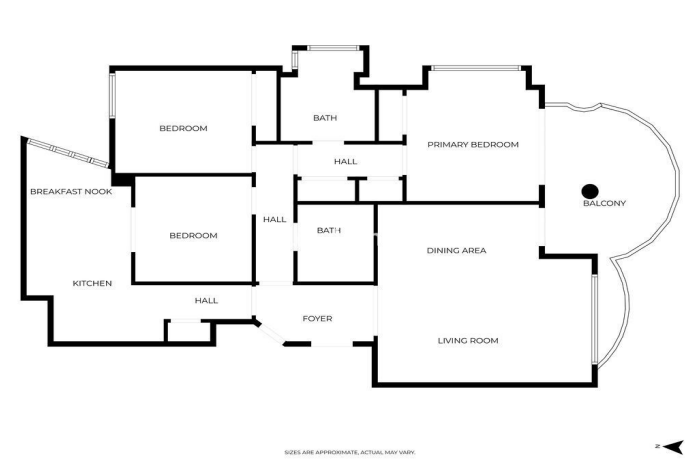 BATH
BEDROOM
PRIMARY BEDROOM
HALL
BREAKFAST NOOK
BALCONY
HALL
BATH
BEDROOM
DINING AREA
KITCHEN
HALL
FOYER
LIVING ROOM
N
SIZES ARE APPROXIMATE, ACTUAL MAY VARY.